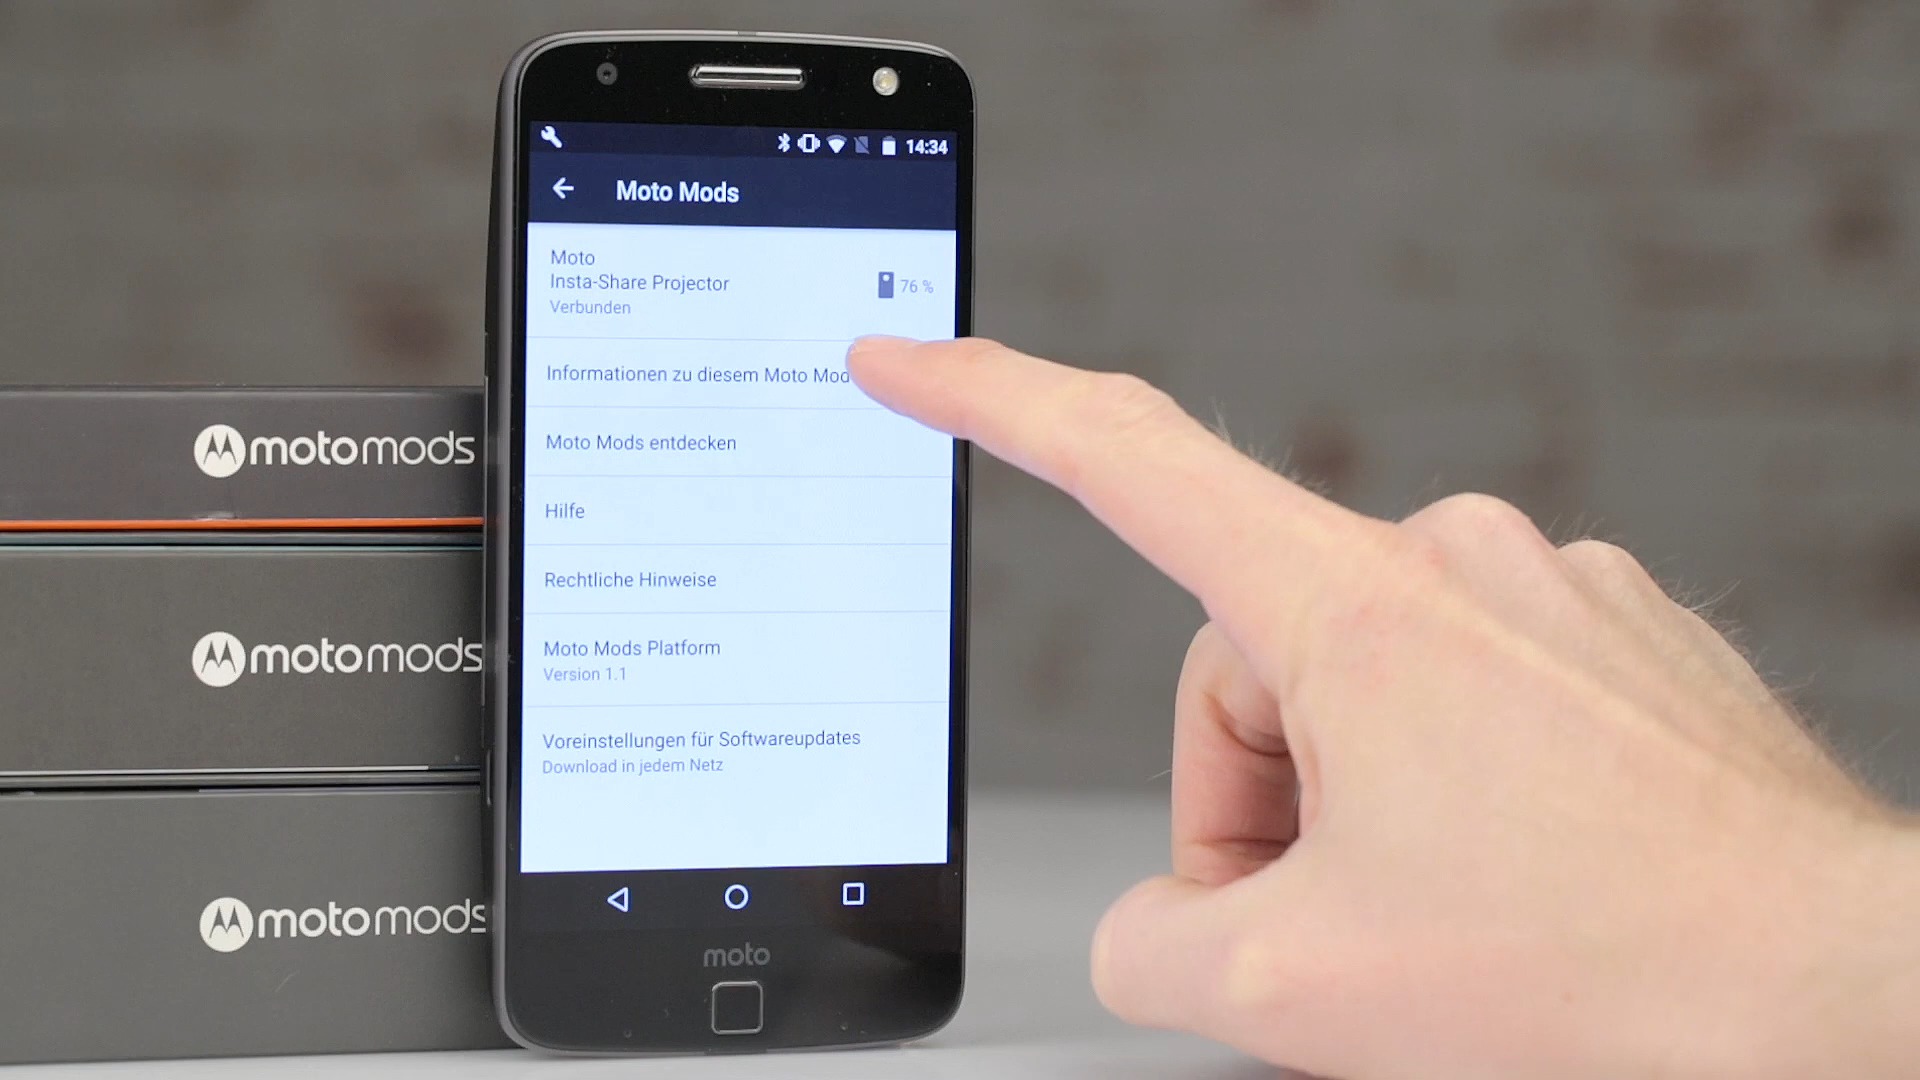 14:34
Moto Mods
Moto
Insta-Share Projector
76 %
Verbunden
Informationen zu diesem Moto Mod
Moto Mods entdecken
Hilfe
Rechtliche Hinweise
Moto Mods Platform
Version 1.1
Voreinstellungen für Softwareupdates
Download in jedem Netz
moto
motomods
motomods
motomods